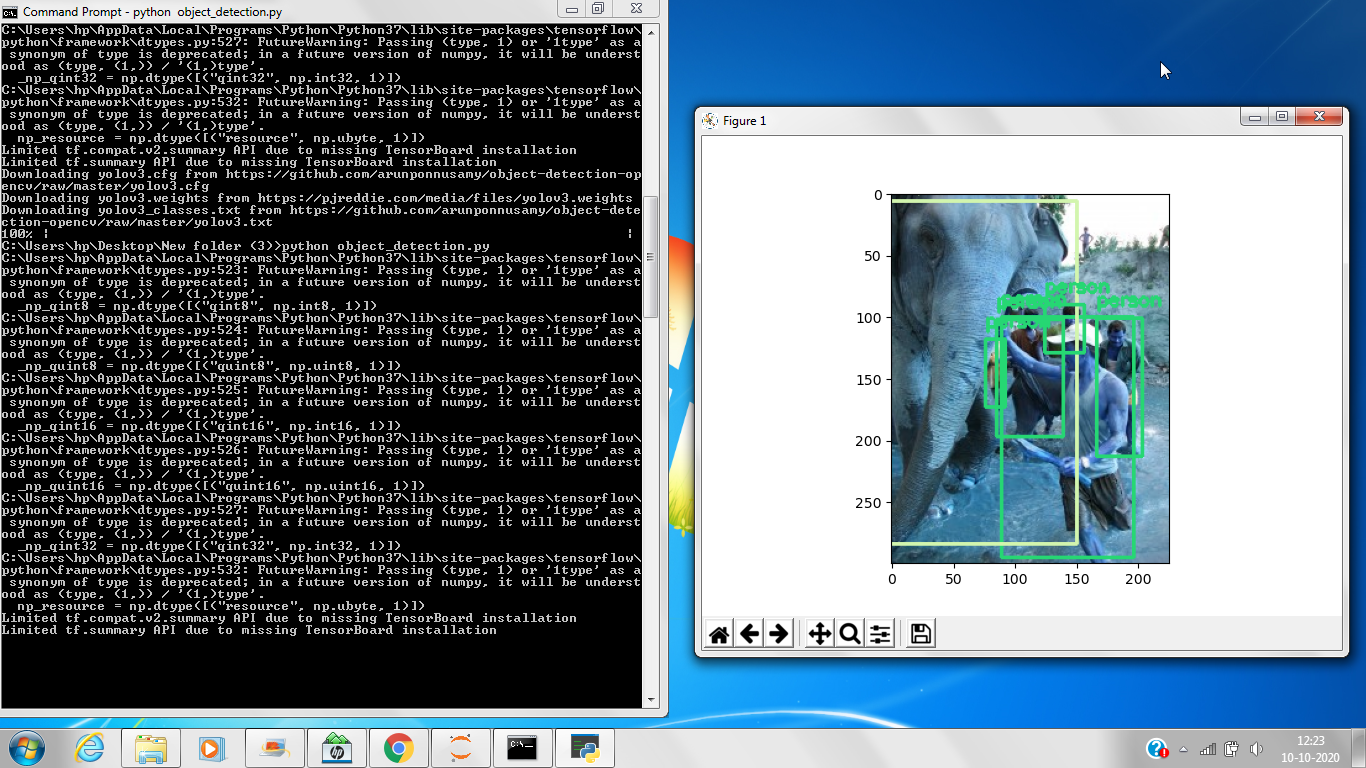 Command Prompt - python  object_detection.py
C:\Users\hp\AppData\Local\Programs\Python\Python37\lib\site-packages\tensorflow\
python\framework\dtypes.py:527: FutureWarning: Passing (type, 1) or '1type' as a
 synonym of type is deprecated; in a future version of numpy, it will be underst
ood as (type, (1,)) / '(1,)type'.
  _np_qint32 = np.dtype([("qint32", np.int32, 1)])
C:\Users\hp\AppData\Local\Programs\Python\Python37\lib\site-packages\tensorflow\
python\framework\dtypes.py:532: FutureWarning: Passing (type, 1) or '1type' as a
 synonym of type is deprecated; in a future version of numpy, it will be underst
ood as (type, (1,)) / '(1,)type'.
  np_resource = np.dtype([("resource", np.ubyte, 1)])
Limited tf.compat.v2.summary API due to missing TensorBoard installation
Limited tf.summary API due to missing TensorBoard installation
Downloading yolov3.cfg from https://github.com/arunponnusamy/object-detection-op
encv/raw/master/yolov3.cfg
Downloading yolov3.weights from https://pjreddie.com/media/files/yolov3.weights
Downloading yolov3_classes.txt from https://github.com/arunponnusamy/object-dete
ction-opencv/raw/master/yolov3.txt
100% |                                                                         |
C:\Users\hp\Desktop\New folder (3)>python object_detection.py
C:\Users\hp\AppData\Local\Programs\Python\Python37\lib\site-packages\tensorflow\
python\framework\dtypes.py:523: FutureWarning: Passing (type, 1) or '1type' as a
 synonym of type is deprecated; in a future version of numpy, it will be underst
ood as (type, (1,)) / '(1,)type'.
  _np_qint8 = np.dtype([("qint8", np.int8, 1)])
C:\Users\hp\AppData\Local\Programs\Python\Python37\lib\site-packages\tensorflow\
python\framework\dtypes.py:524: FutureWarning: Passing (type, 1) or '1type' as a
 synonym of type is deprecated; in a future version of numpy, it will be underst
ood as (type, (1,)) / '(1,)type'.
  _np_quint8 = np.dtype([("quint8", np.uint8, 1)])
C:\Users\hp\AppData\Local\Programs\Python\Python37\lib\site-packages\tensorflow\
python\framework\dtypes.py:525: FutureWarning: Passing (type, 1) or '1type' as a
 synonym of type is deprecated; in a future version of numpy, it will be underst
ood as (type, (1,)) / '(1,)type'.
  _np_qint16 = np.dtype([("qint16", np.int16, 1)])
C:\Users\hp\AppData\Local\Programs\Python\Python37\lib\site-packages\tensorflow\
python\framework\dtypes.py:526: FutureWarning: Passing (type, 1) or '1type' as a
 synonym of type is deprecated; in a future version of numpy, it will be underst
ood as (type, (1,)) / '(1,)type'.
  _np_quint16 = np.dtype([("quint16", np.uint16, 1)])
C:\Users\hp\AppData\Local\Programs\Python\Python37\lib\site-packages\tensorflow\
python\framework\dtypes.py:527: FutureWarning: Passing (type, 1) or '1type' as a
 synonym of type is deprecated; in a future version of numpy, it will be underst
ood as (type, (1,)) / '(1,)type'.
  _np_qint32 = np.dtype([("qint32", np.int32, 1)])
C:\Users\hp\AppData\Local\Programs\Python\Python37\lib\site-packages\tensorflow\
python\framework\dtypes.py:532: FutureWarning: Passing (type, 1) or '1type' as a
 synonym of type is deprecated; in a future version of numpy, it will be underst
ood as (type, (1,)) / '(1,)type'.
  np_resource = np.dtype([("resource", np.ubyte, 1)])
Limited tf.compat.v2.summary API due to missing TensorBoard installation
Limited tf.summary API due to missing TensorBoard installation
Figure 1
0
50
100
150
200
250
person
person
person
0 50 100 150 200
hp
C:\
12:23
10-10-2020